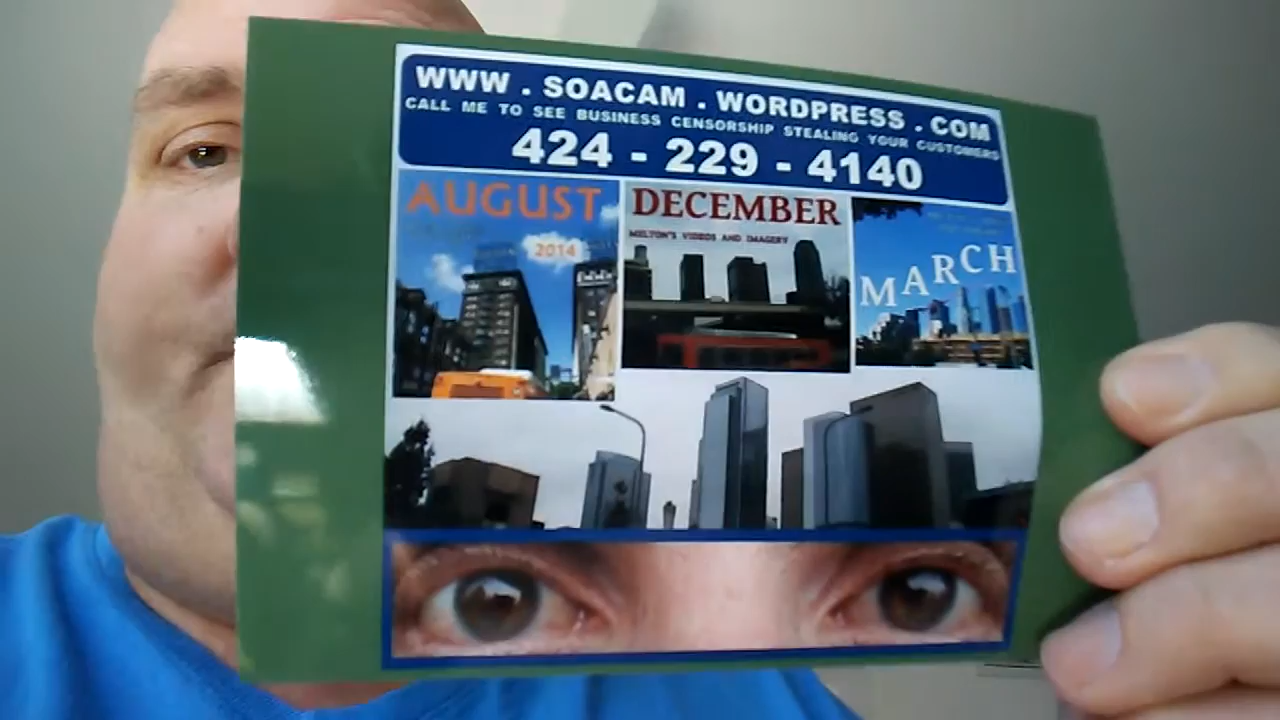 WWW . SOACAM . WORDPRESS . COM
CALL ME TO SEE BUSINESS CENSORSHIP STEALING YOUR CUSTOMERS
424 - 229 - 4140
AUGUST
2014
DECEMBER
MELTON'S VIDEOS AND IMAGERY
MARCH